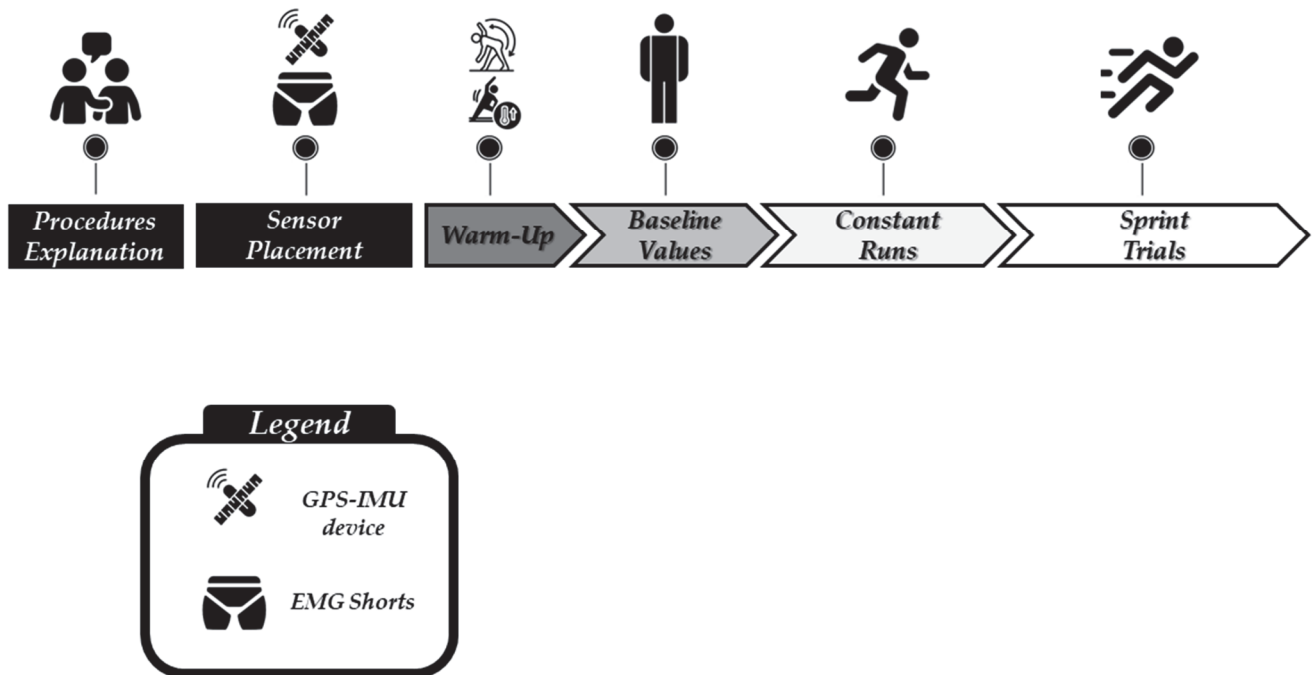 Procedures
Explanation
Sensor
Placement
Warm-Up
Baseline
Values
Constant
Runs
Sprint
Trials
Legend
GPS-IMU
device
EMG Shorts